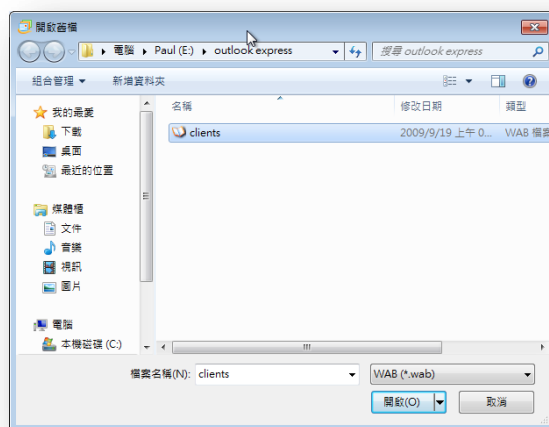 開啟舊檔
電腦 ▸ Paul (E:) ▸ outlook express
搜尋 outlook express
組合管理 ▼ 新增資料夾
名稱 修改日期 類型
我的最愛
下載
桌面
最近的位置
媒體櫃
文件
音樂
視訊
圖片
電腦
本機磁碟 (C:)
clients 2009/9/19 上午 0... WAB 檔案
檔案名稱(N): clients WAB (*.wab)
開啟(O) 取消